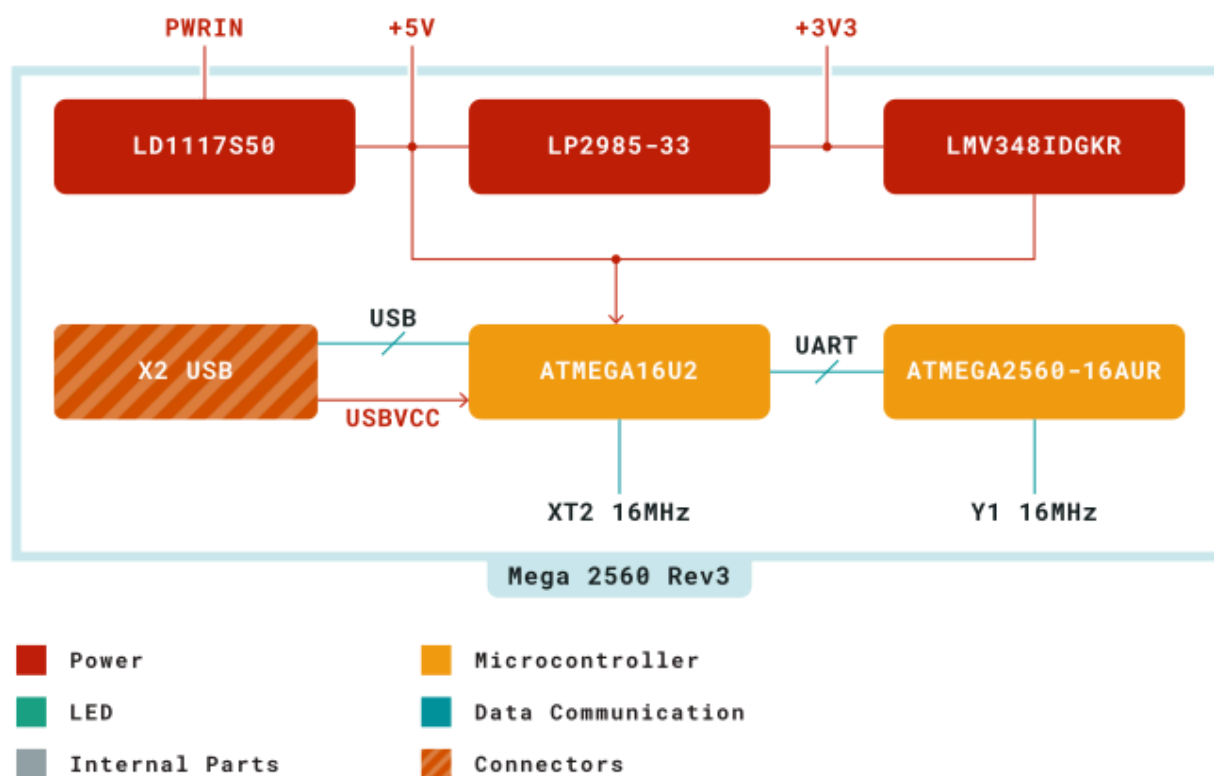 PWRIN
+5V
+3V3
LD1117S50
LP2985-33
LMV348IDGKR
USB
X2 USB
ATMEGA16U2
UART
ATMEGA2560-16AUR
USBVCC
XT2 16MHz
Y1 16MHz
Mega 2560 Rev3
Power
Microcontroller
LED
Data Communication
Internal Parts
Connectors